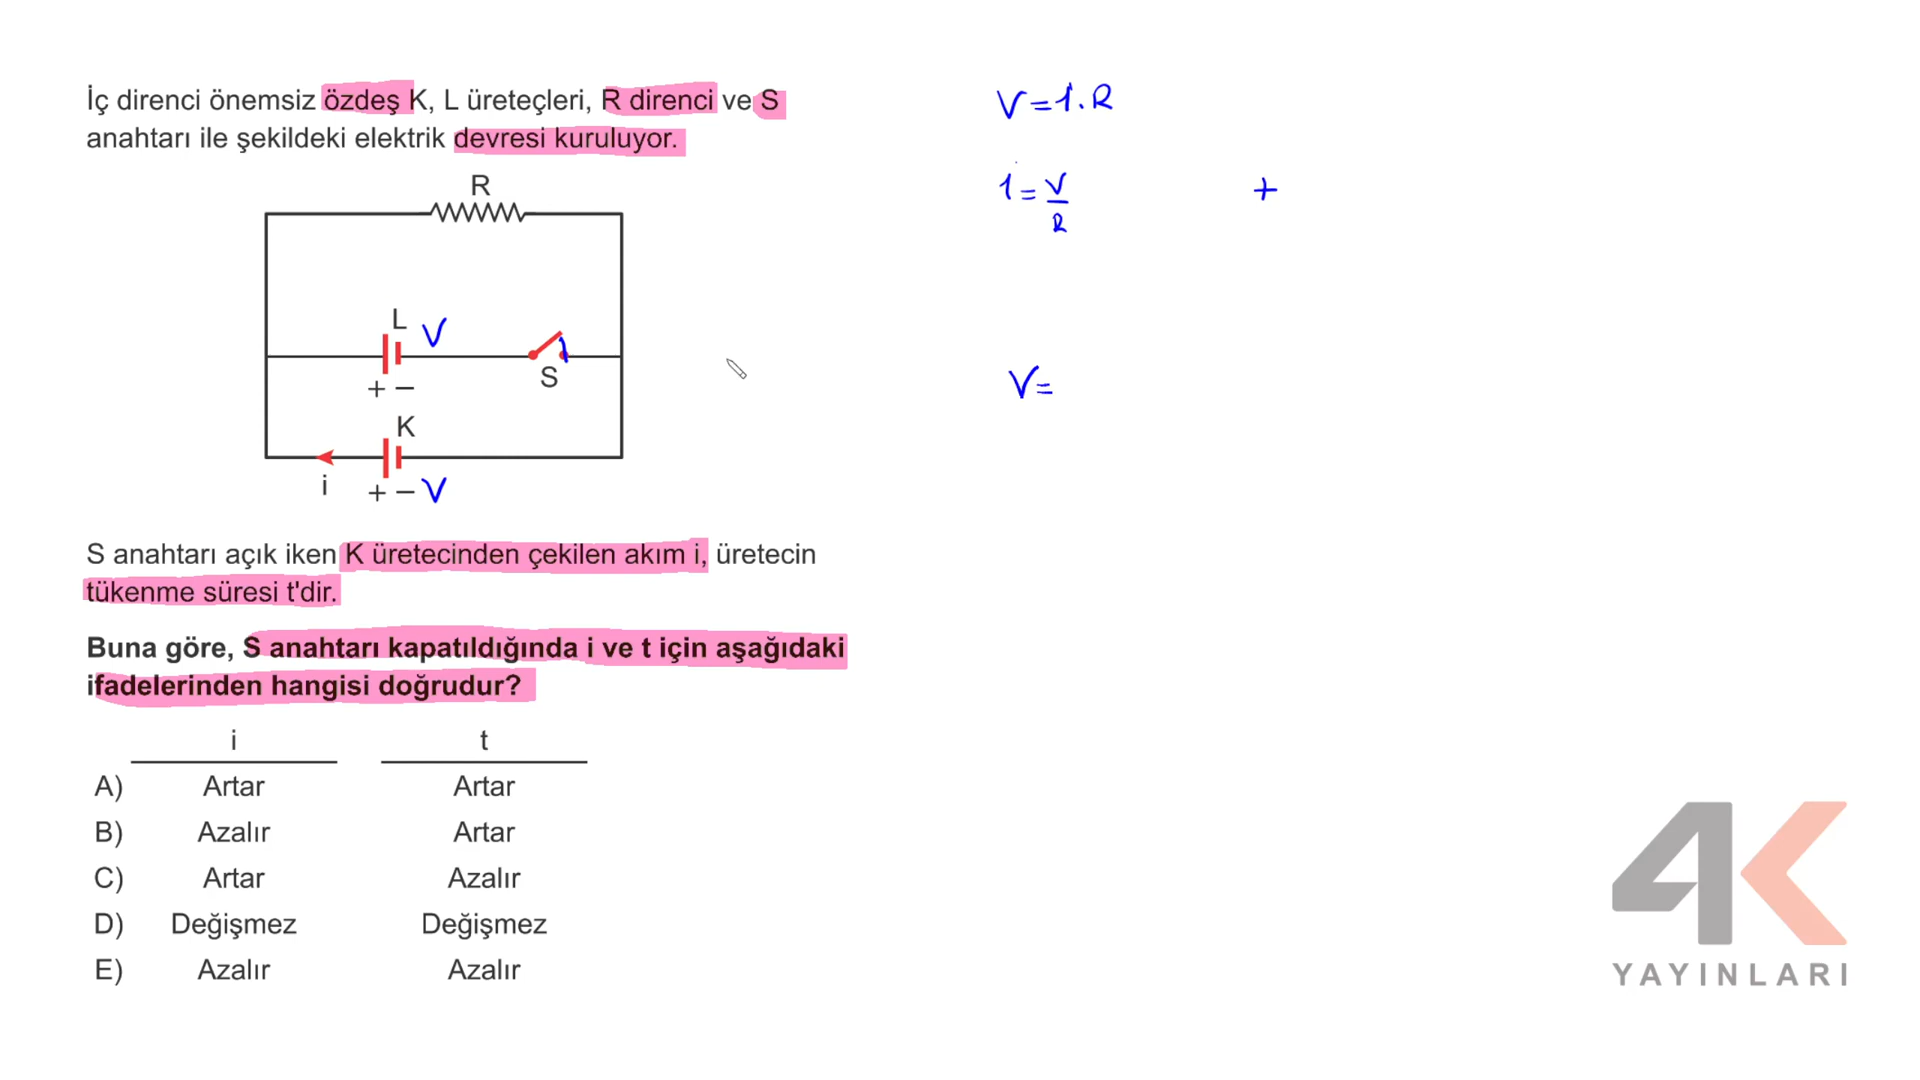 İç direnci önemsiz özdeş K, L üreteçleri, R direnci ve S
anahtarı ile şekildeki elektrik devresi kuruluyor.
R
L V
S
+ −
K
i + − V
S anahtarı açık iken K üretecinden çekilen akım i, üretecin
tükenme süresi t'dir.
Buna göre, S anahtarı kapatıldığında i ve t için aşağıdaki
ifadelerinden hangisi doğrudur?
i t
A) Artar Artar
B) Azalır Artar
C) Artar Azalır
D) Değişmez Değişmez
E) Azalır Azalır
V = i . R
i = V
R
+
V =
4K
YAYINLARI